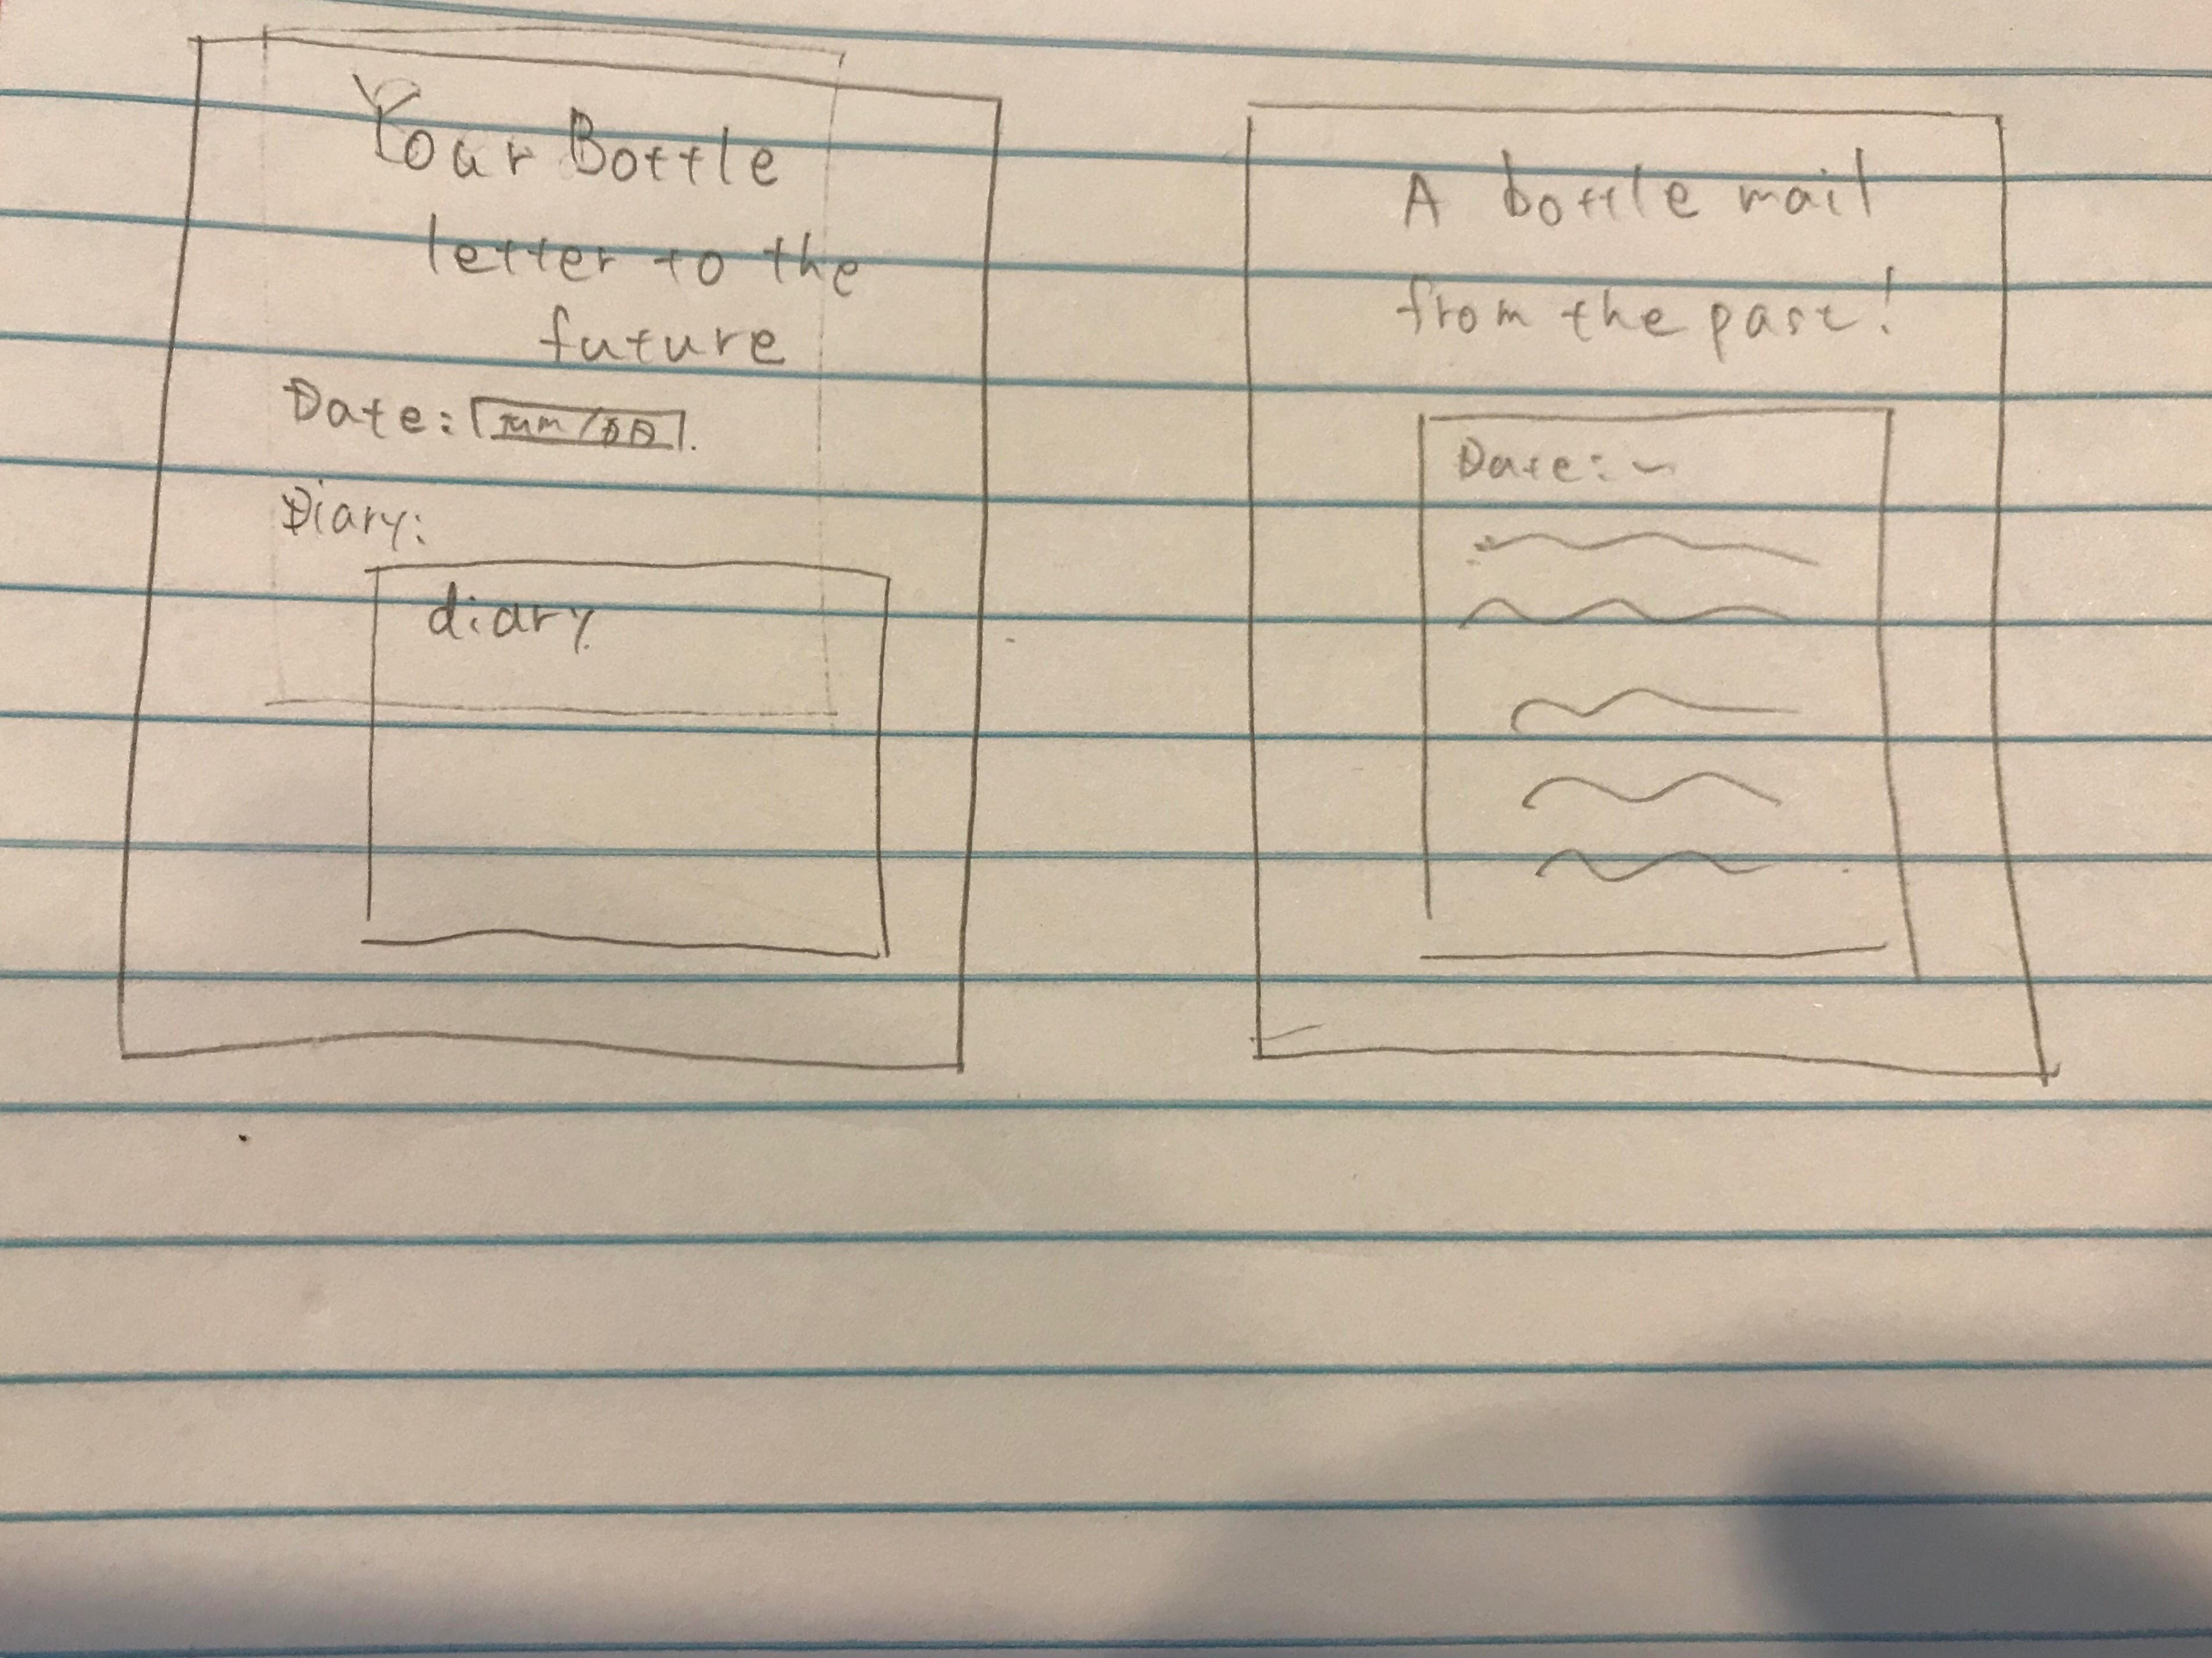 Your Bottle
letter to the
future
Date: mm/DD
Diary:
diary
A bottle mail
from the past!
Date: ~